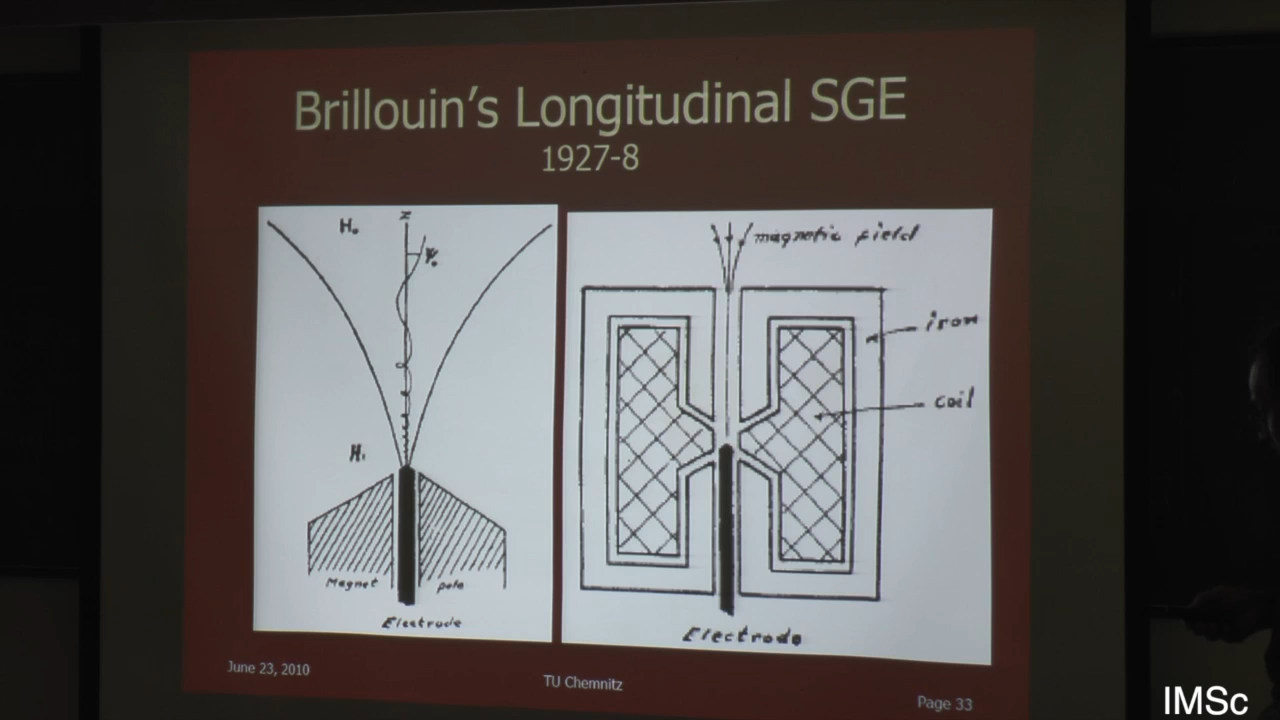 Brillouin's Longitudinal SGE
1927-8
H₀
z
Ψ₀
H₁
Magnet pole
Electrode
magnetic field
iron
coil
Electrode
June 23, 2010
TU Chemnitz
Page 33
IMSc